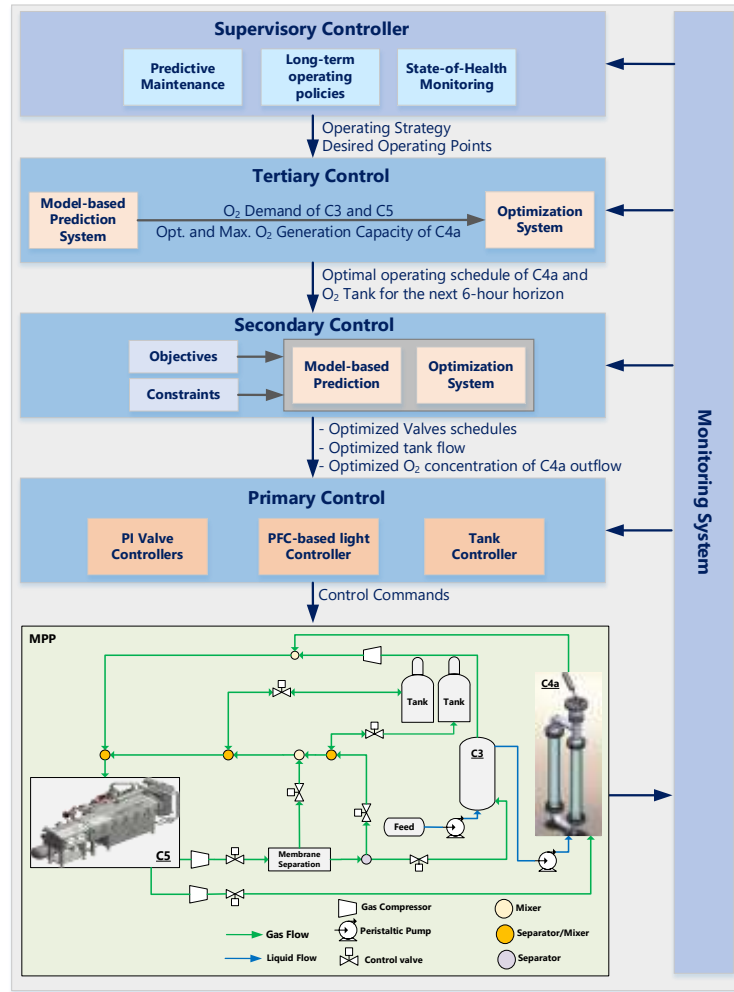 Supervisory Controller
Predictive
Maintenance
Long-term
operating
policies
State-of-Health
Monitoring
Operating Strategy
Desired Operating Points
Tertiary Control
Model-based
Prediction
System
O2 Demand of C3 and C5
Opt. and Max. O2 Generation Capacity of C4a
Optimization
System
Optimal operating schedule of C4a and
O2 Tank for the next 6-hour horizon
Secondary Control
Objectives
Constraints
Model-based
Prediction
Optimization
System
- Optimized Valves schedules
- Optimized tank flow
- Optimized O2 concentration of C4a outflow
Primary Control
PI Valve
Controllers
PFC-based light
Controller
Tank
Controller
Control Commands
Monitoring System
MPP
Tank
Tank
C4a
C3
Feed
C5
Membrane
Separation
Gas Flow
Liquid Flow
Gas Compressor
Peristaltic Pump
Control valve
Mixer
Separator/Mixer
Separator